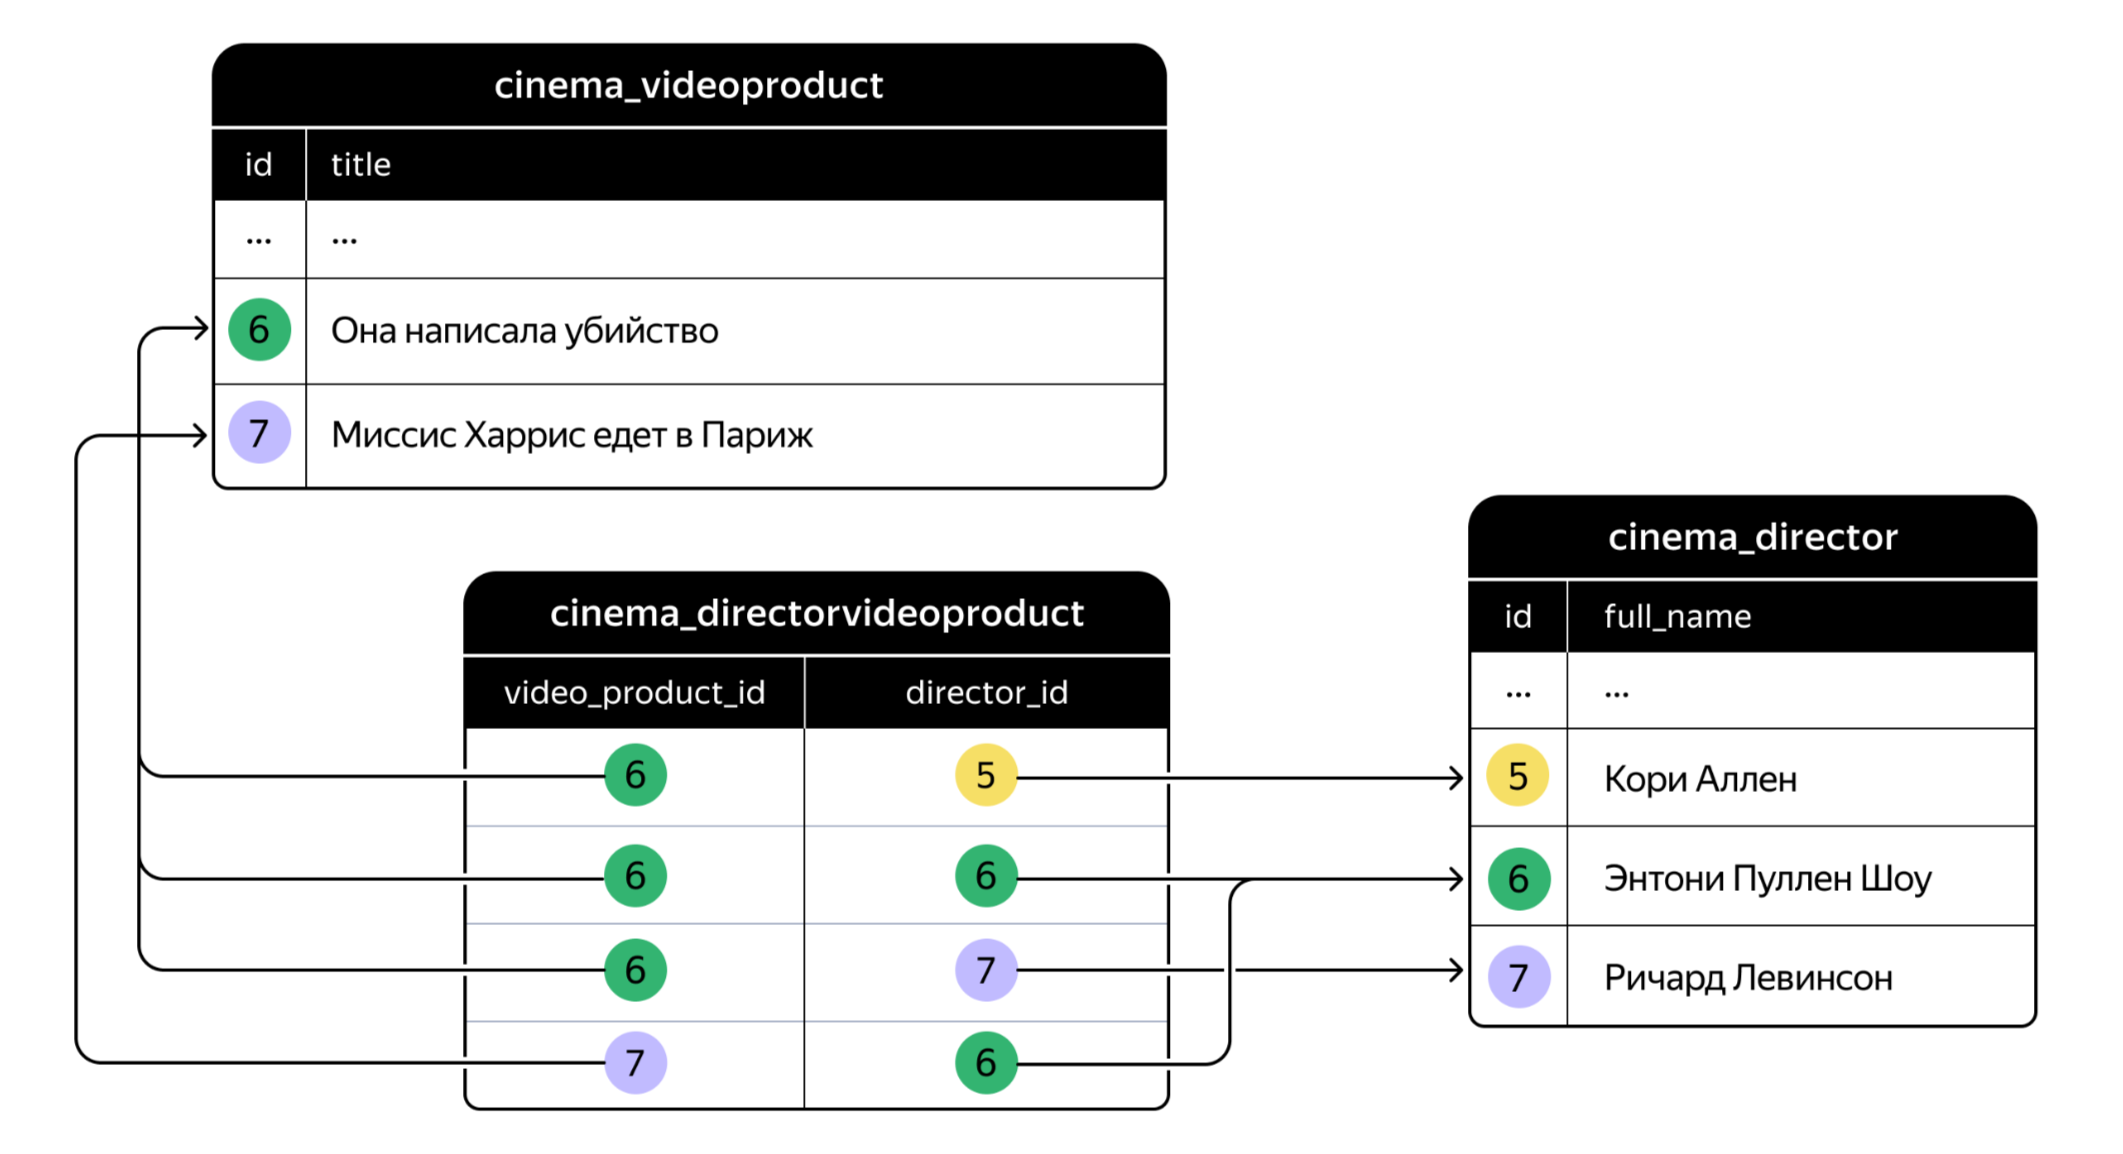 cinema_videoproduct
id title
... ...
6 Она написала убийство
7 Миссис Харрис едет в Париж
cinema_directorvideoproduct
video_product_id director_id
6 5
6 6
6 7
7 6
cinema_director
id full_name
... ...
5 Кори Аллен
6 Энтони Пуллен Шоу
7 Ричард Левинсон